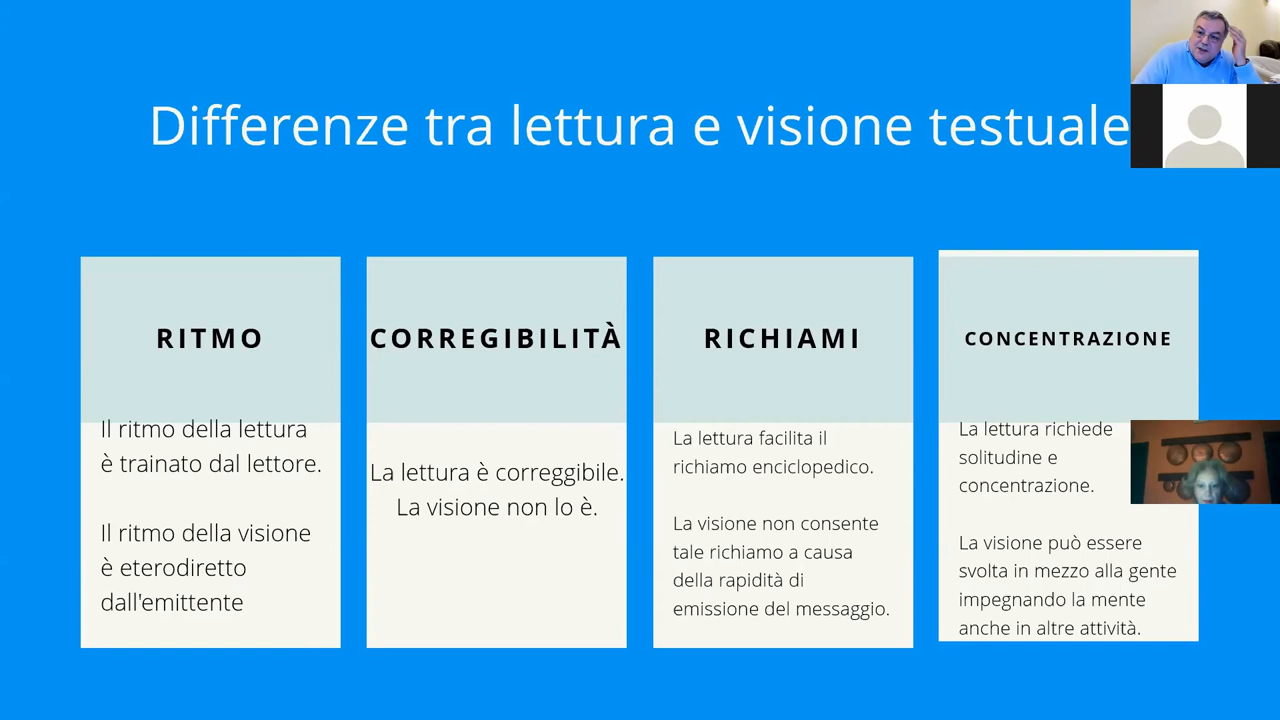 Differenze tra lettura e visione testuale
RITMO
Il ritmo della lettura
è trainato dal lettore.
Il ritmo della visione
è eterodiretto
dall'emittente
CORREGIBILITÀ
La lettura è correggibile.
La visione non lo è.
RICHIAMI
La lettura facilita il
richiamo enciclopedico.
La visione non consente
tale richiamo a causa
della rapidità di
emissione del messaggio.
CONCENTRAZIONE
La lettura richiede
solitudine e
concentrazione.
La visione può essere
svolta in mezzo alla gente
impegnando la mente
anche in altre attività.